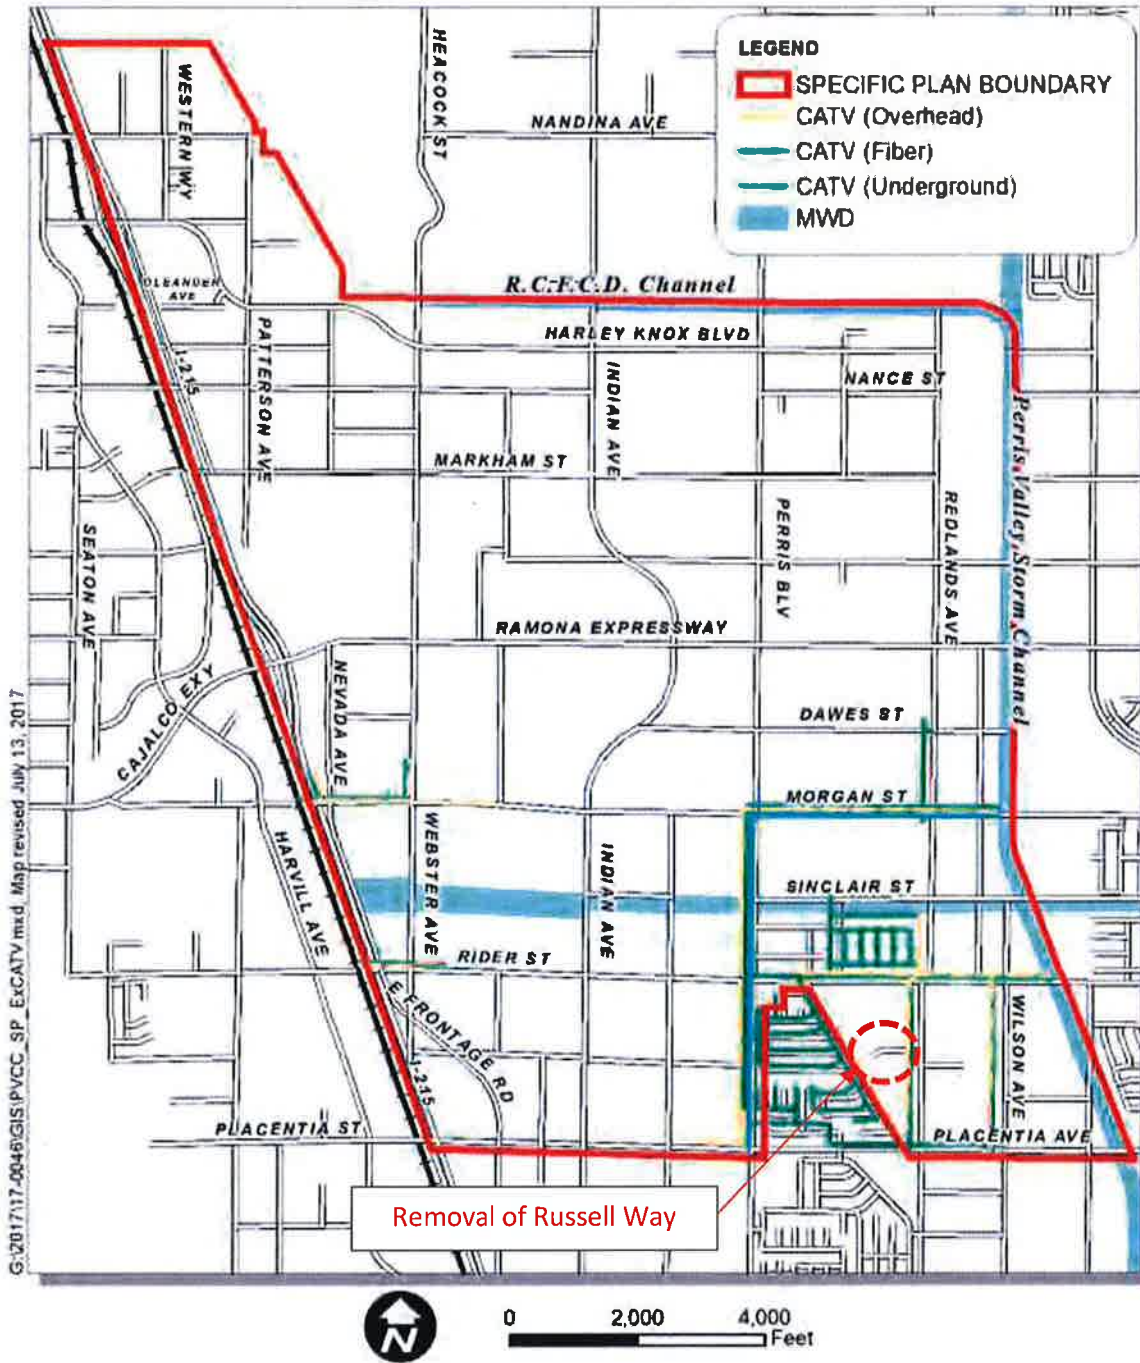 LEGEND
SPECIFIC PLAN BOUNDARY
CATV (Overhead)
CATV (Fiber)
CATV (Underground)
MWD
WESTERN WY
HEACOCK ST
NANDINA AVE
R.C.F.C.D. Channel
OLEANDER
AVE
HARLEY KNOX BLVD
I-215
PATTERSON AVE
INDIAN AVE
NANCE ST
MARKHAM ST
Perris Valley Storm Channel
SEATON AVE
PERRIS BLV
REDLANDS AVE
RAMONA EXPRESSWAY
CAJALCO EXY
NEVADA AVE
DAWES ST
MORGAN ST
HARVILL AVE
WEBSTER AVE
INDIAN AVE
SINCLAIR ST
RIDER ST
E FRONTAGE RD
WILSON AVE
I-215
PLACENTIA ST
PLACENTIA AVE
Removal of Russell Way
G:\2017\17-0046\GIS\PVCC_SP_ExCATV.mxd, Map revised July 13, 2017
N
0 2,000 4,000
Feet